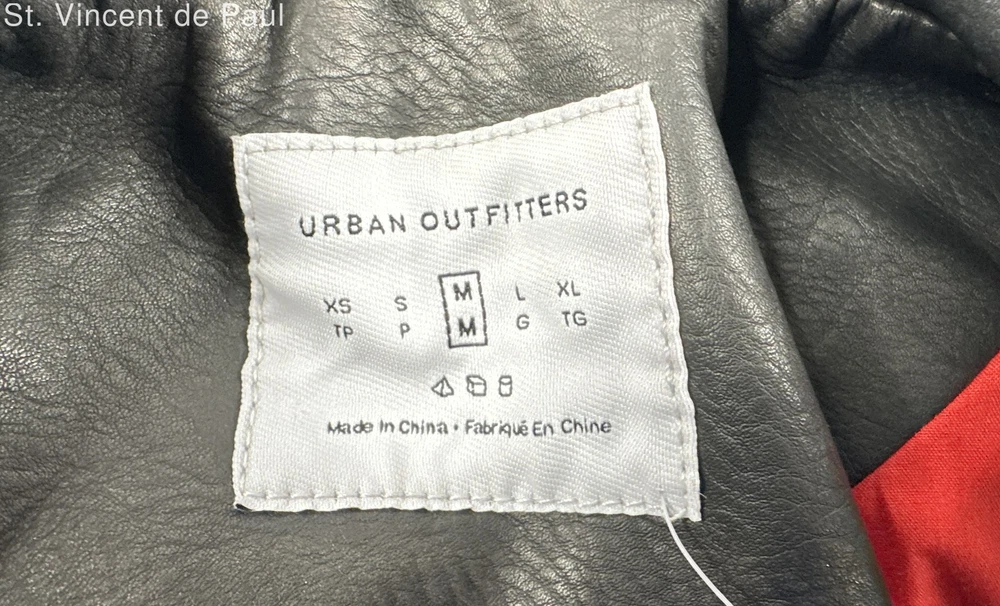 St. Vincent de Paul
URBAN OUTFITTERS
XS S M L XL
TP P M G TG
Made In China • Fabriqué En Chine